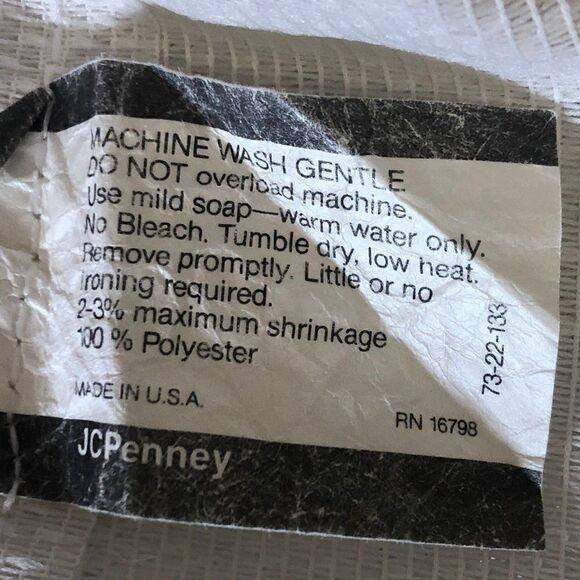 MACHINE WASH GENTLE
DO NOT overload machine.
Use mild soap—warm water only.
No Bleach. Tumble dry, low heat.
Remove promptly. Little or no
ironing required.
2-3% maximum shrinkage
100 % Polyester
MADE IN U.S.A.
RN 16798
73-22-133
JCPenney